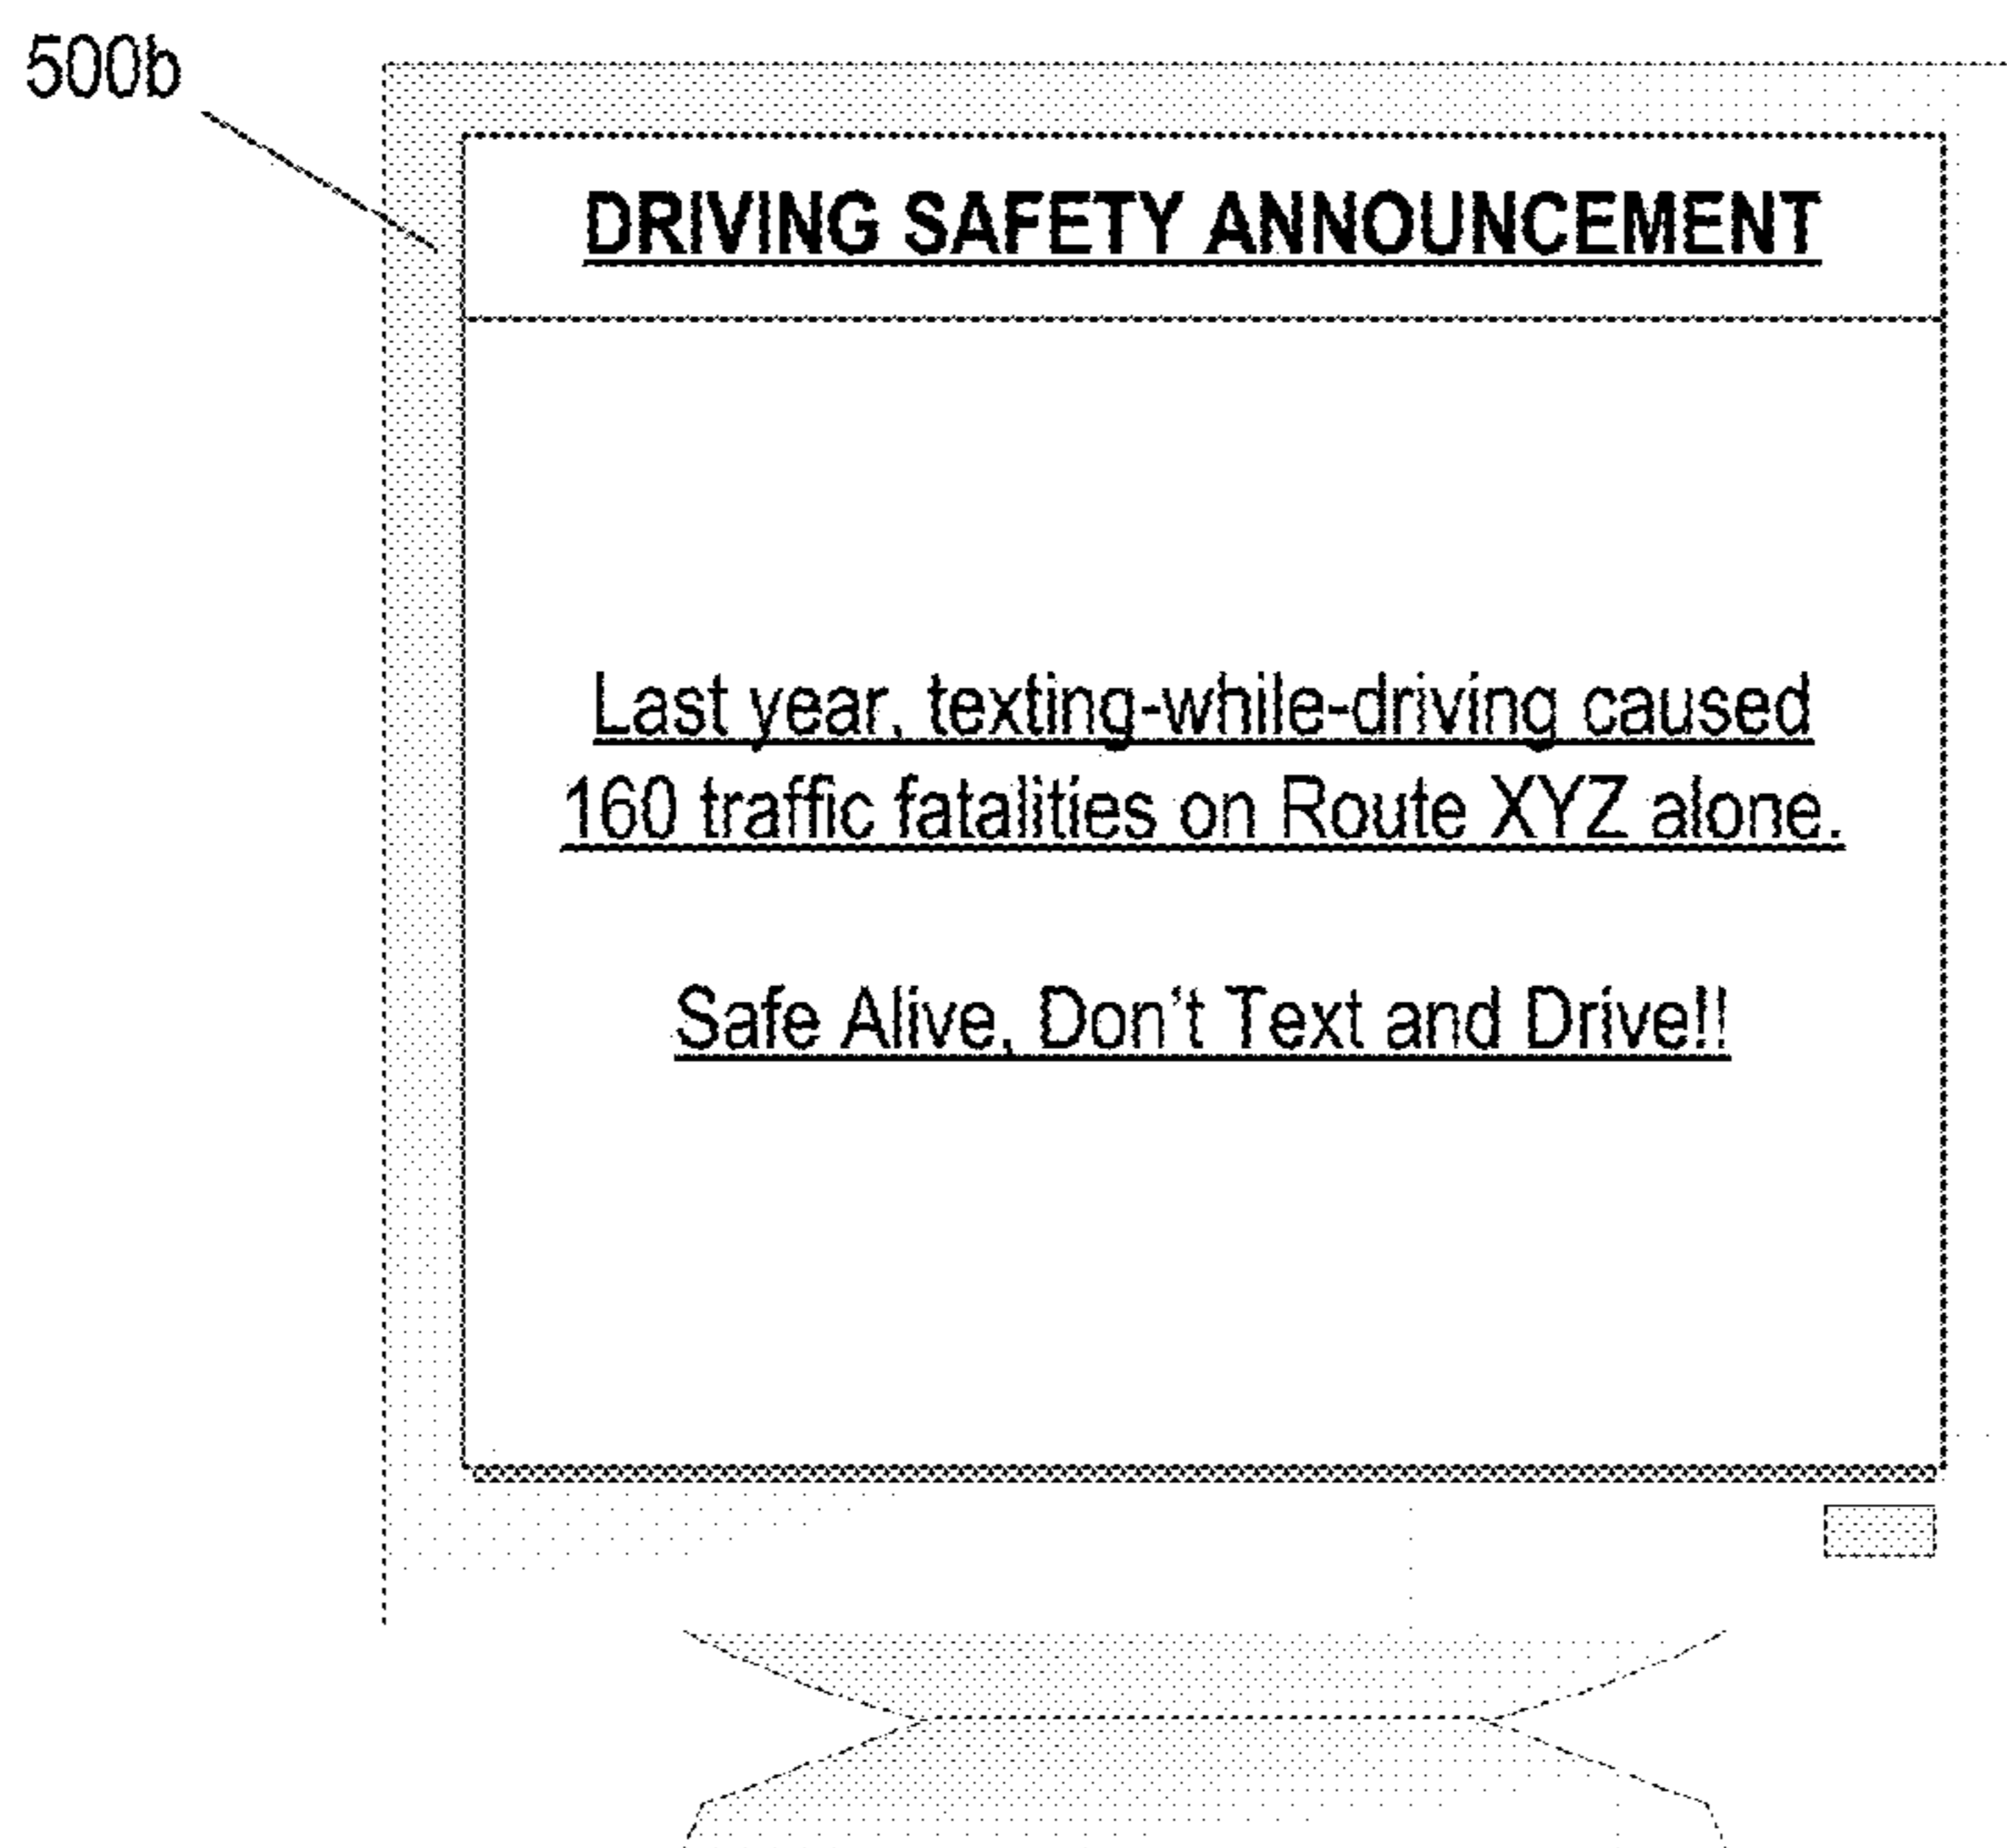 500b
DRIVING SAFETY ANNOUNCEMENT
Last year, texting-while-driving caused
160 traffic fatalities on Route XYZ alone.
Safe Alive, Don't Text and Drive!!